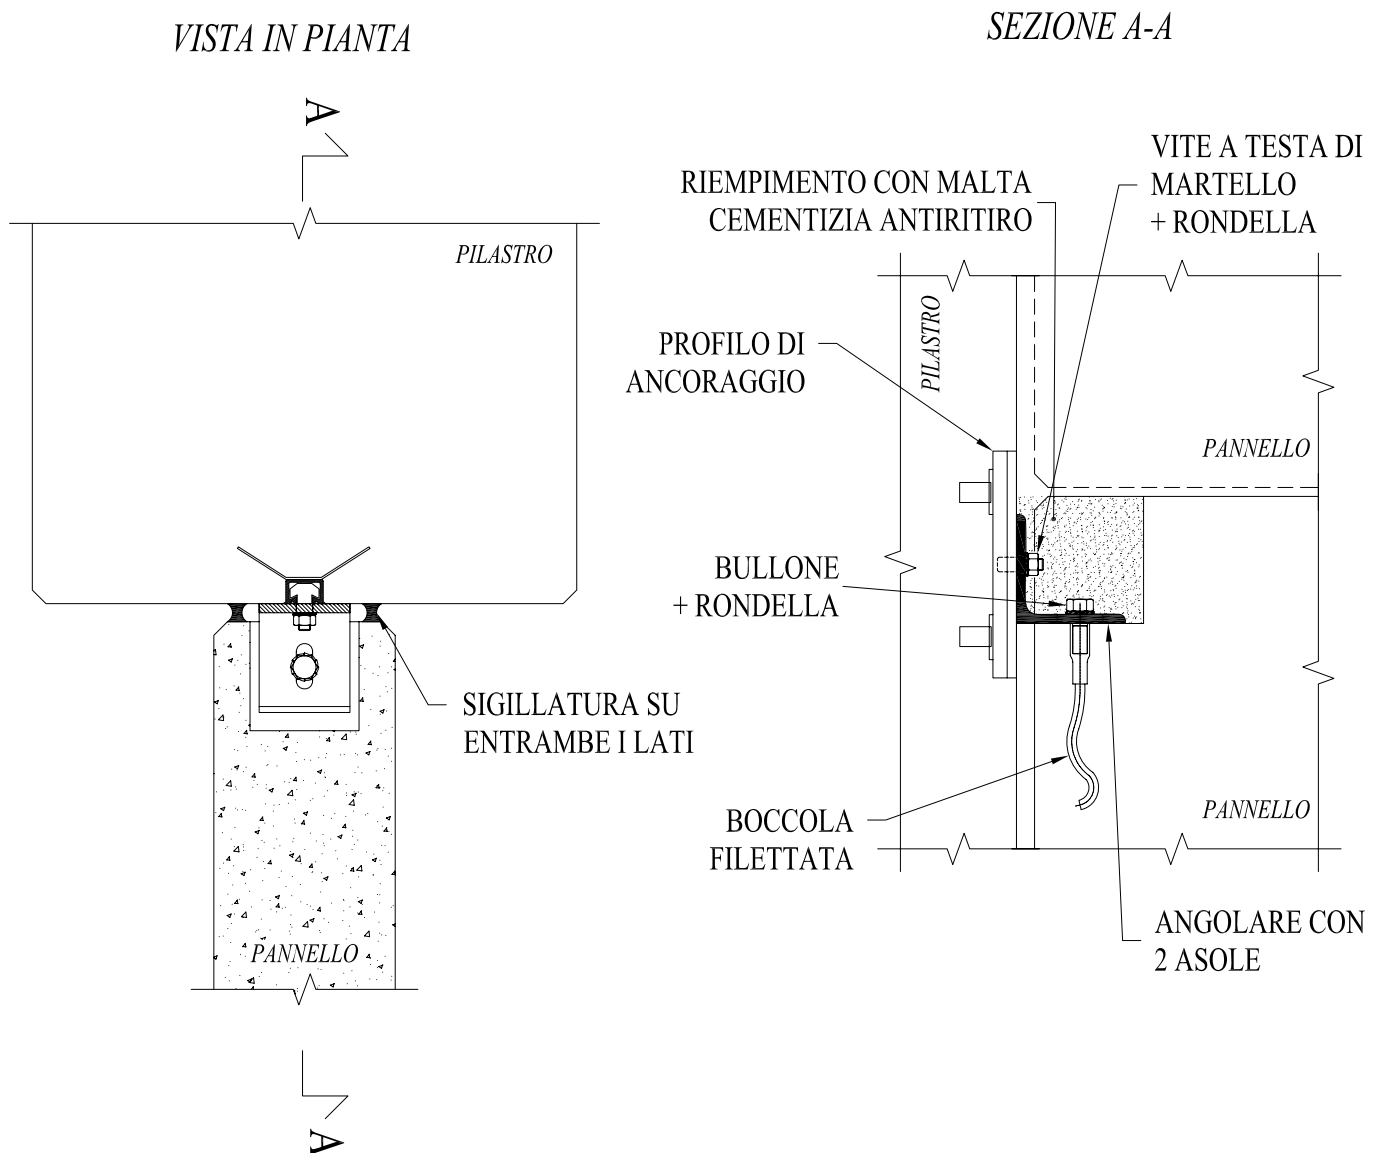 VISTA IN PIANTA
SEZIONE A-A
A
PILASTRO
RIEMPIMENTO CON MALTA
CEMENTIZIA ANTIRITIRO
VITE A TESTA DI
MARTELLO
+ RONDELLA
PILASTRO
PROFILO DI
ANCORAGGIO
PANNELLO
BULLONE
+ RONDELLA
SIGILLATURA SU
ENTRAMBE I LATI
BOCCOLA
FILETTATA
PANNELLO
ANGOLARE CON
2 ASOLE
PANNELLO
A